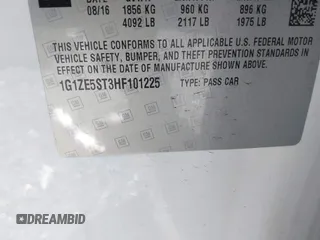 DATE
08/16 1856 KG 960 KG 896 KG
4092 LB 2117 LB 1975 LB
THIS VEHICLE CONFORMS TO ALL APPLICABLE U.S. FEDERAL MOTOR
VEHICLE SAFETY, BUMPER, AND THEFT PREVENTION STANDARDS
IN EFFECT ON THE DATE OF MANUFACTURE SHOWN ABOVE.
1G1ZE5ST3HF101225 TYPE: PASS CAR
DREAMBID